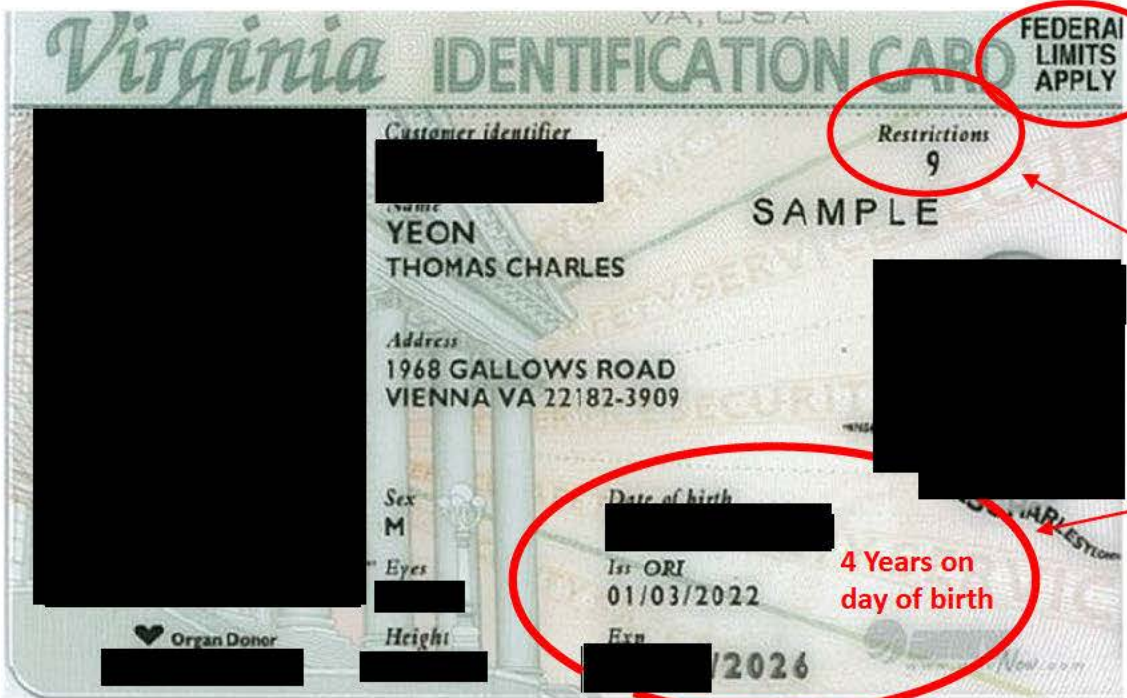 VA, USA
Virginia IDENTIFICATION CARD
FEDERAL
LIMITS
APPLY
Customer identifier
Restrictions
9
Name
YEON
THOMAS CHARLES
SAMPLE
Address
1968 GALLOWS ROAD
VIENNA VA 22182-3909
Sex
M
Date of birth
Eyes
Iss ORI
01/03/2022
4 Years on
day of birth
Organ Donor
Height
Exp
/2026